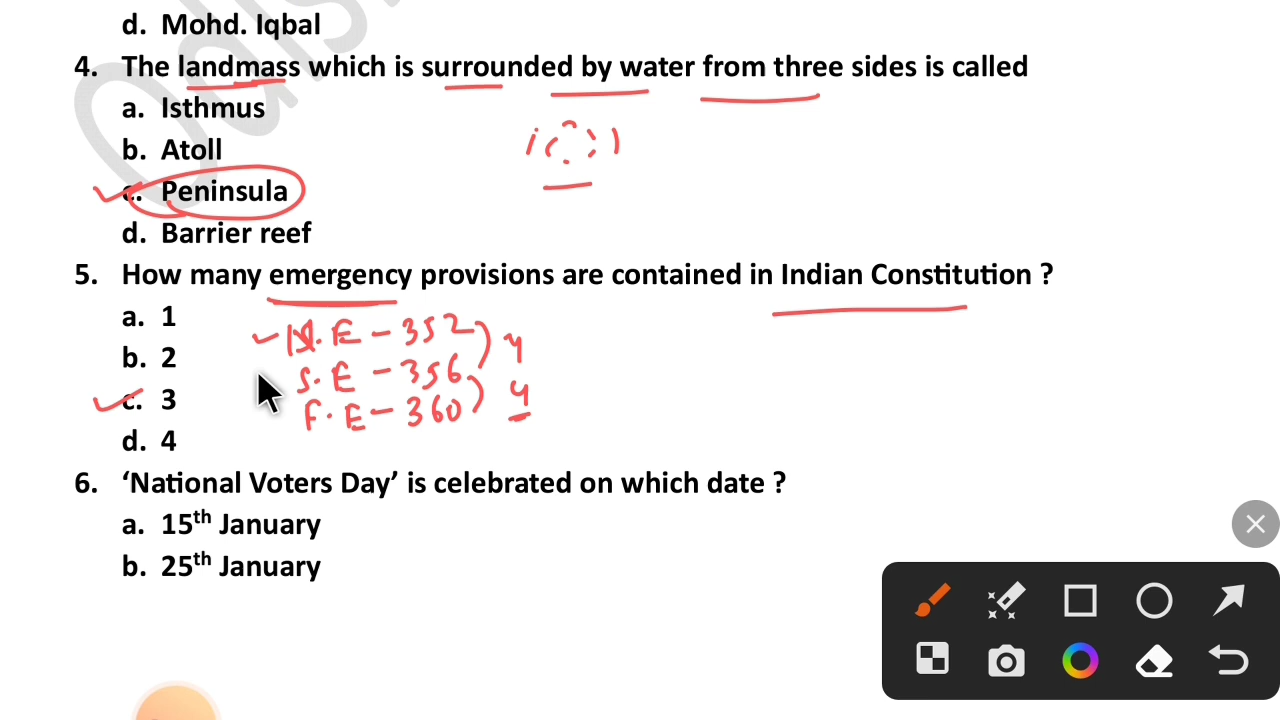 d. Mohd. Iqbal
4. The landmass which is surrounded by water from three sides is called
a. Isthmus
b. Atoll
c. Peninsula
d. Barrier reef
5. How many emergency provisions are contained in Indian Constitution ?
a. 1
b. 2
c. 3
d. 4
N.E - 352
S.E - 356
F.E - 360
6. ‘National Voters Day’ is celebrated on which date ?
a. 15th January
b. 25th January